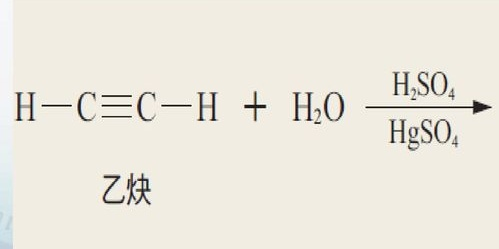 H—C≡C—H + H₂O
H₂SO₄
HgSO₄
乙炔